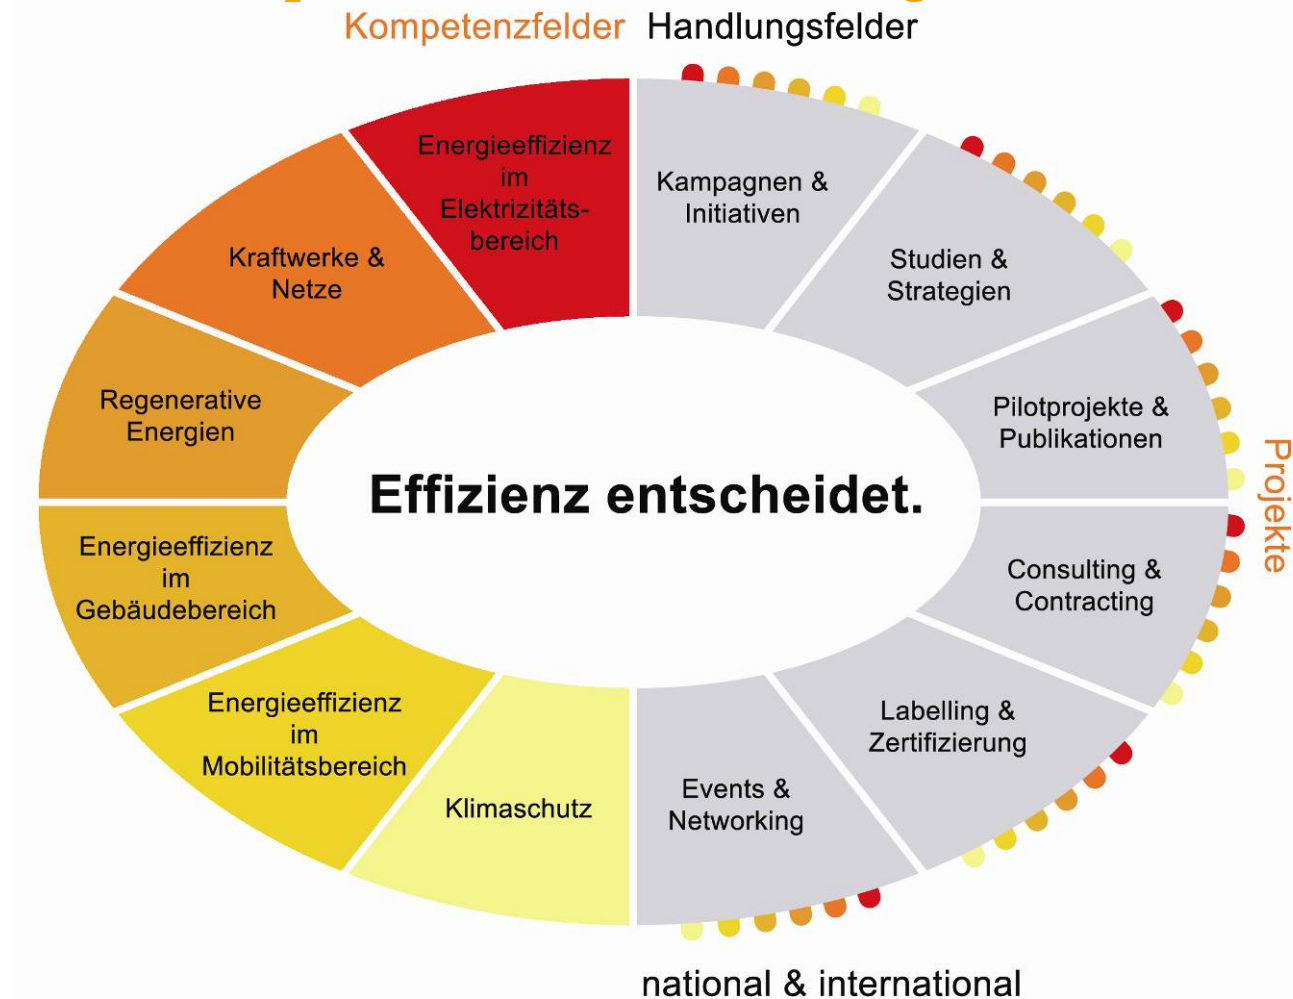 Kompetenzfelder Handlungsfelder
Energieeffizienz
im
Elektrizitäts-
bereich
Kampagnen &
Initiativen
Kraftwerke &
Netze
Studien &
Strategien
Regenerative
Energien
Pilotprojekte &
Publikationen
Effizienz entscheidet.
Projekte
Energieeffizienz
im
Gebäudebereich
Consulting &
Contracting
Energieeffizienz
im
Mobilitätsbereich
Labelling &
Zertifizierung
Klimaschutz
Events &
Networking
national & international